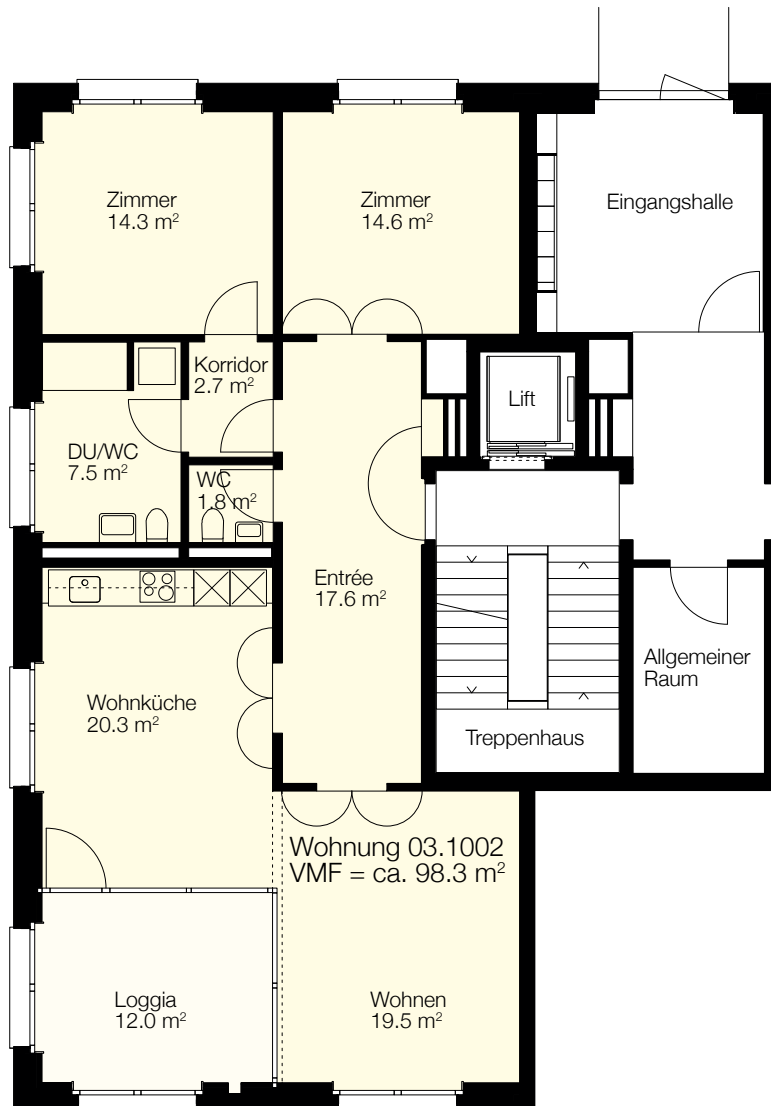 Zimmer
14.3 m²
Zimmer
14.6 m²
Eingangshalle
Korridor
2.7 m²
Lift
DU/WC
7.5 m²
WC
1.8 m²
Entrée
17.6 m²
Allgemeiner
Raum
Wohnküche
20.3 m²
Treppenhaus
Wohnung 03.1002
VMF = ca. 98.3 m²
Loggia
12.0 m²
Wohnen
19.5 m²